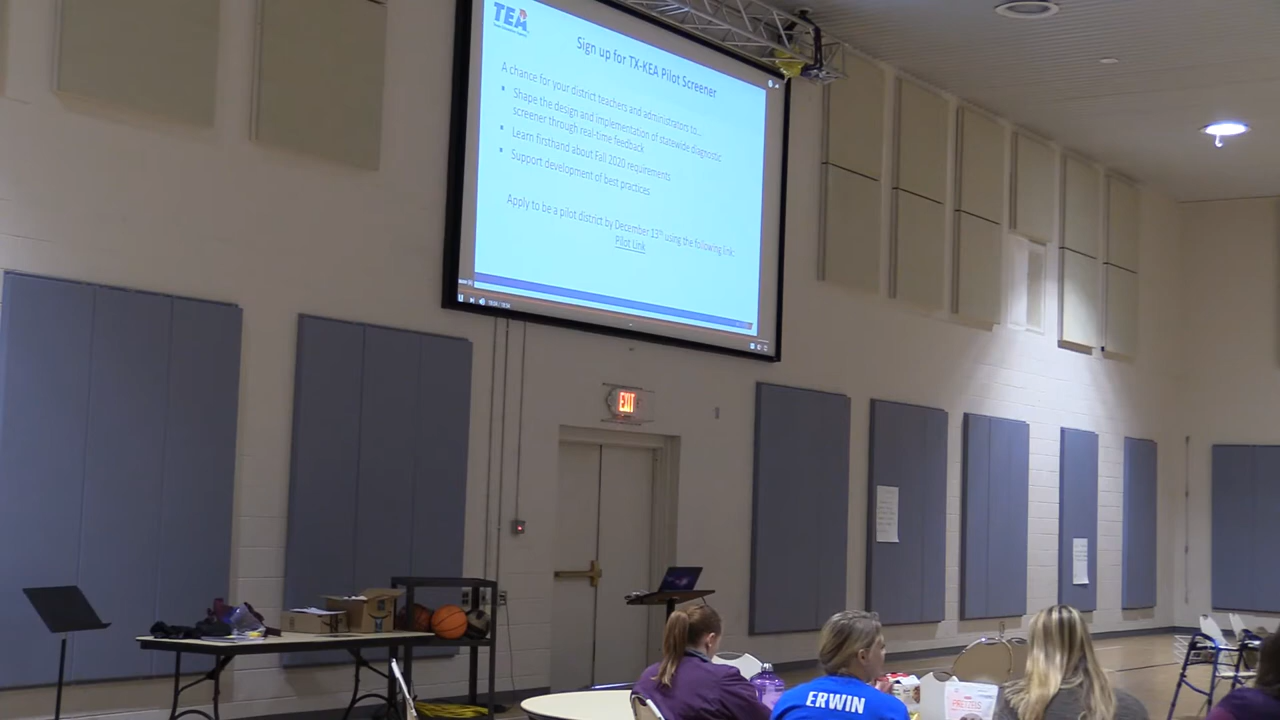 TEA
Sign up for TX-KEA Pilot Screener
A chance for your district teachers and administrators to...
▪ Shape the design and implementation of statewide diagnostic
screener through real-time feedback
▪ Learn firsthand about Fall 2020 requirements
▪ Support development of best practices
Apply to be a pilot district by December 13th using the following link:
Pilot Link
EXIT
ERWIN
PRETZELS